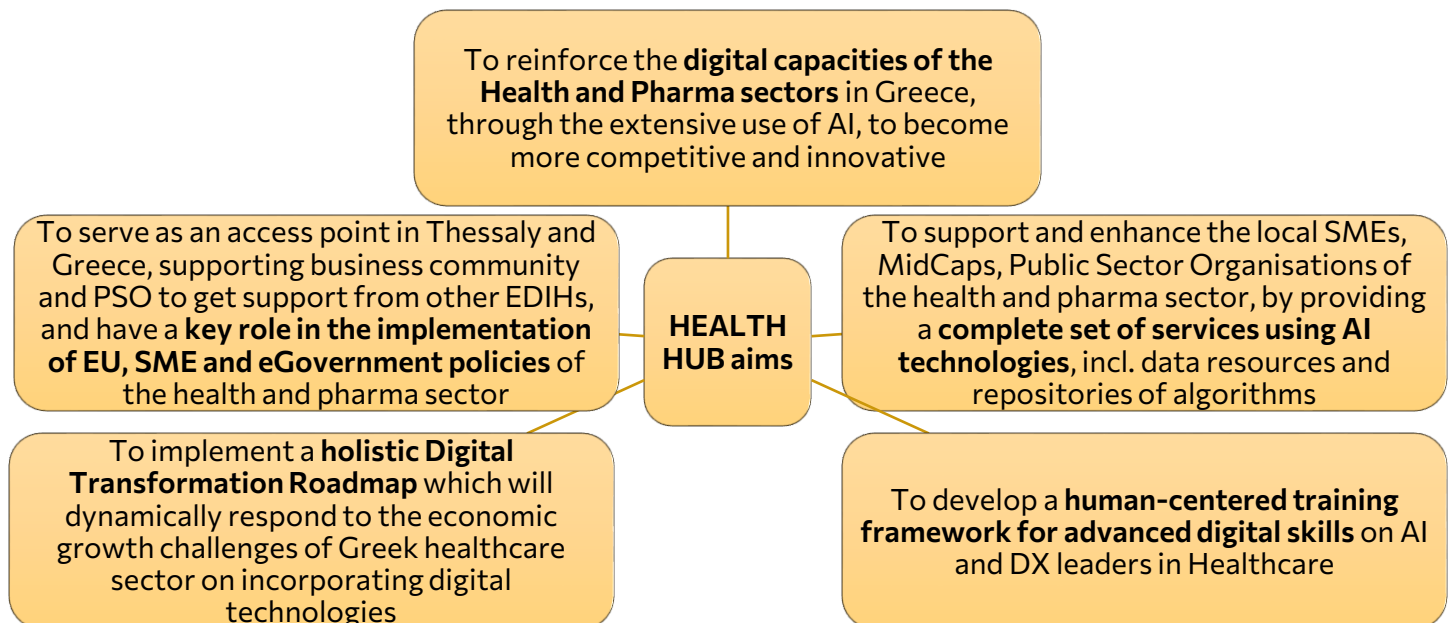 To reinforce the digital capacities of the
Health and Pharma sectors in Greece,
through the extensive use of AI, to become
more competitive and innovative
To serve as an access point in Thessaly and
Greece, supporting business community
and PSO to get support from other EDIHs,
and have a key role in the implementation
of EU, SME and eGovernment policies of
the health and pharma sector
HEALTH
HUB aims
To support and enhance the local SMEs,
MidCaps, Public Sector Organisations of
the health and pharma sector, by providing
a complete set of services using AI
technologies, incl. data resources and
repositories of algorithms
To implement a holistic Digital
Transformation Roadmap which will
dynamically respond to the economic
growth challenges of Greek healthcare
sector on incorporating digital
technologies
To develop a human-centered training
framework for advanced digital skills on AI
and DX leaders in Healthcare